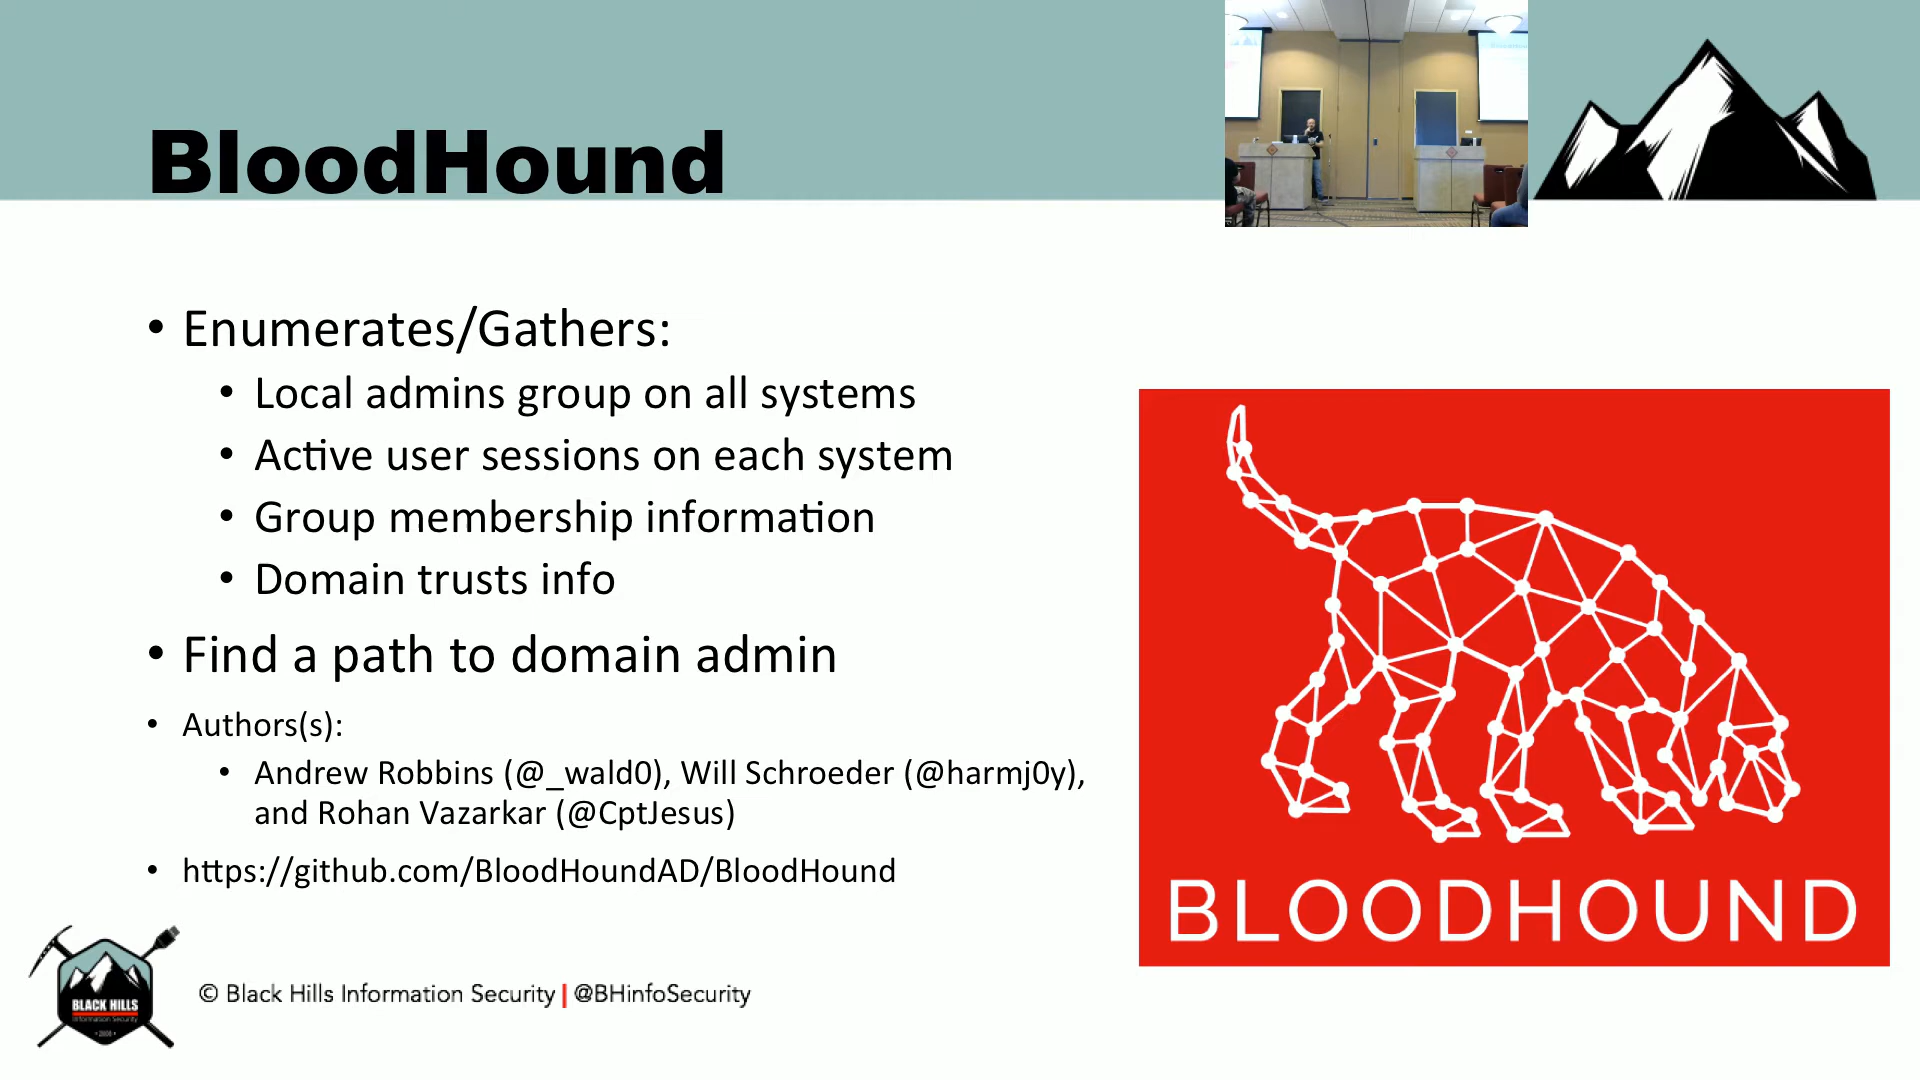 BloodHound
• Enumerates/Gathers:
• Local admins group on all systems
• Active user sessions on each system
• Group membership information
• Domain trusts info
• Find a path to domain admin
• Authors(s):
• Andrew Robbins (@_wald0), Will Schroeder (@harmj0y),
and Rohan Vazarkar (@CptJesus)
• https://github.com/BloodHoundAD/BloodHound
BLOODHOUND
BLACK HILLS
Information Security
• 2008 •
© Black Hills Information Security | @BHinfoSecurity